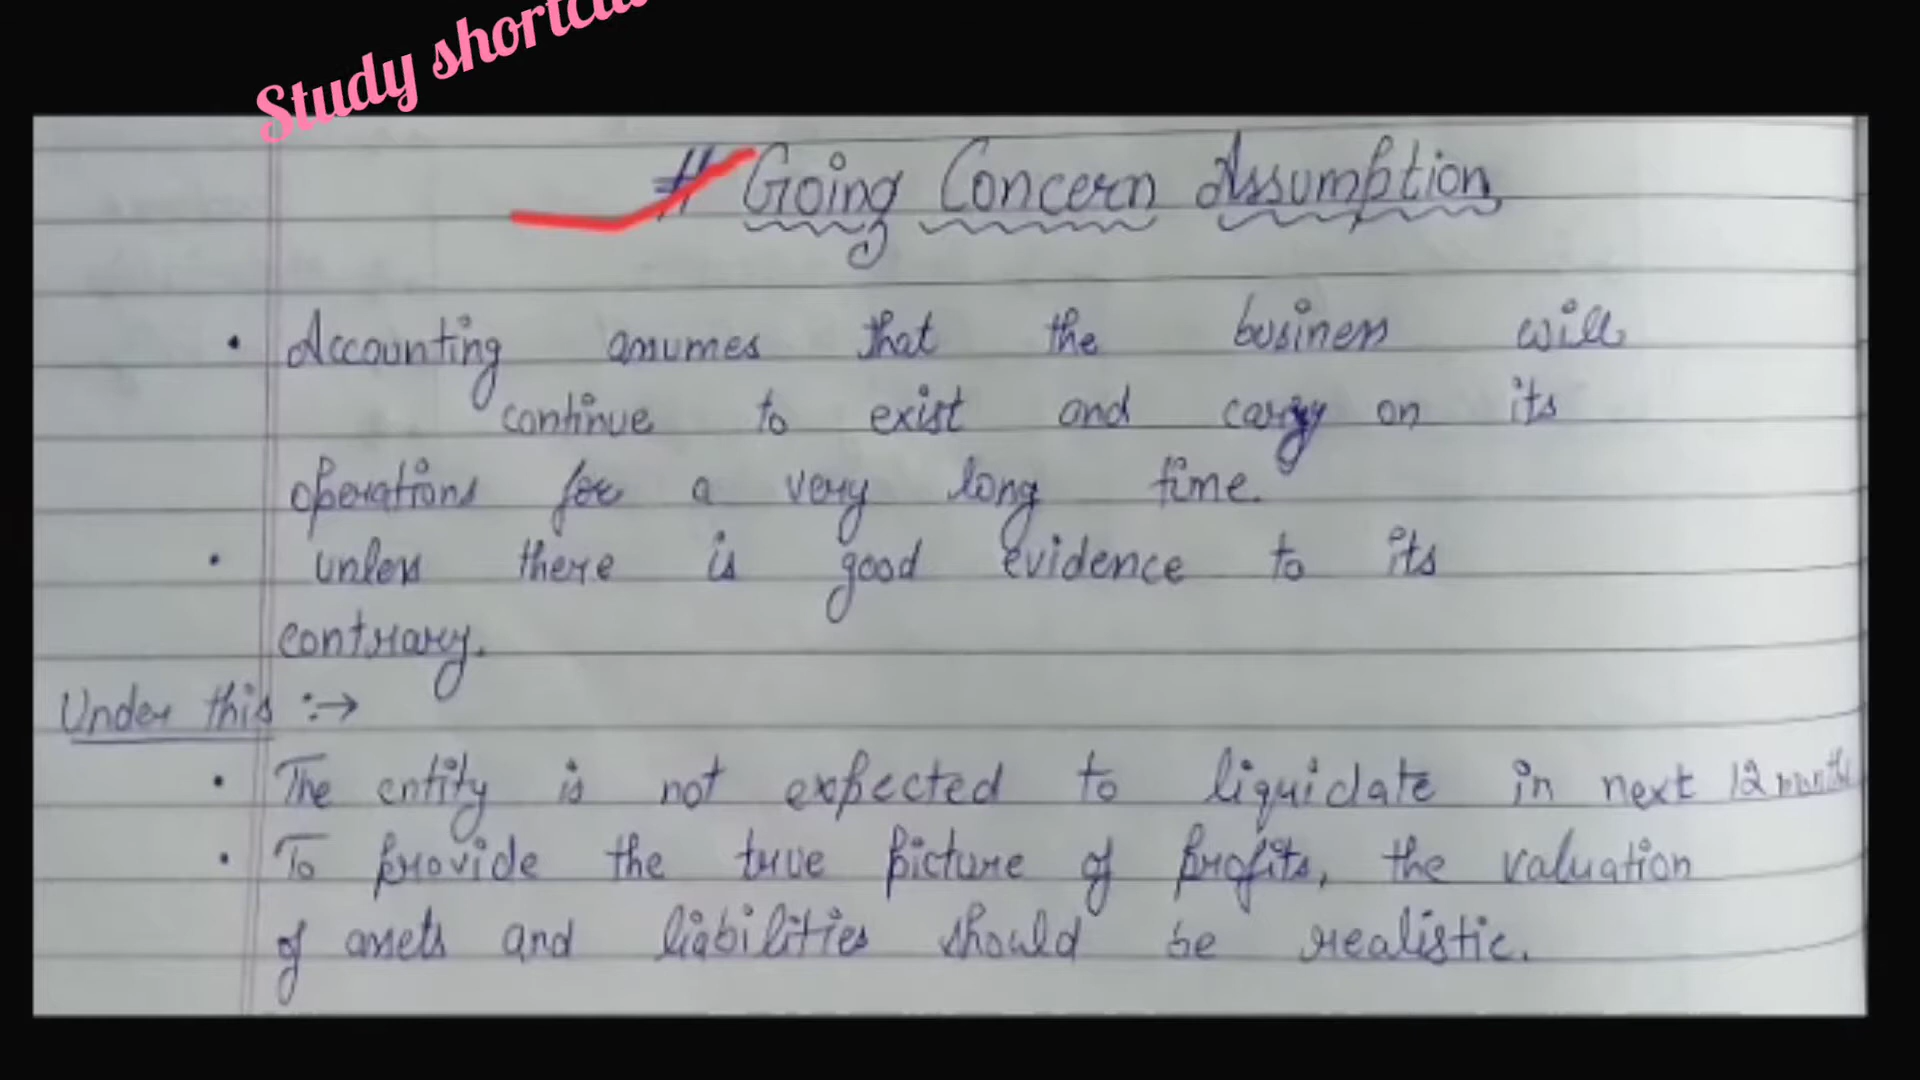 Study
# Going Concern Assumption
• Accounting assumes that the business will
continue to exist and carry on its
operations for a very long time.
• unless there is good evidence to its
contrary.
Under this :→
• The entity is not expected to liquidate in next 12 months
• To provide the true picture of profits, the valuation
of assets and liabilities should be realistic.